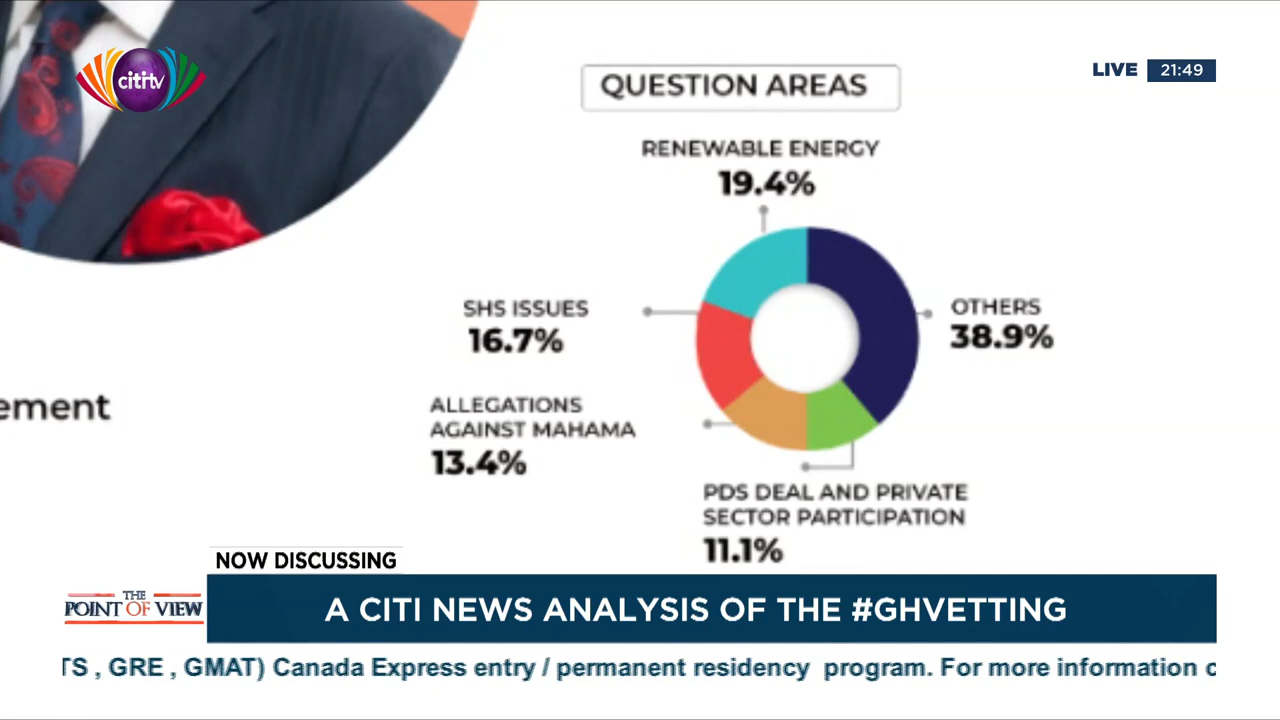 citi tv
LIVE 21:49
QUESTION AREAS
RENEWABLE ENERGY
19.4%
SHS ISSUES
16.7%
OTHERS
38.9%
ALLEGATIONS
AGAINST MAHAMA
13.4%
ement
PDS DEAL AND PRIVATE
SECTOR PARTICIPATION
11.1%
NOW DISCUSSING
THE
POINT OF VIEW
A CITI NEWS ANALYSIS OF THE #GHVETTING
TS , GRE , GMAT) Canada Express entry / permanent residency program. For more information c